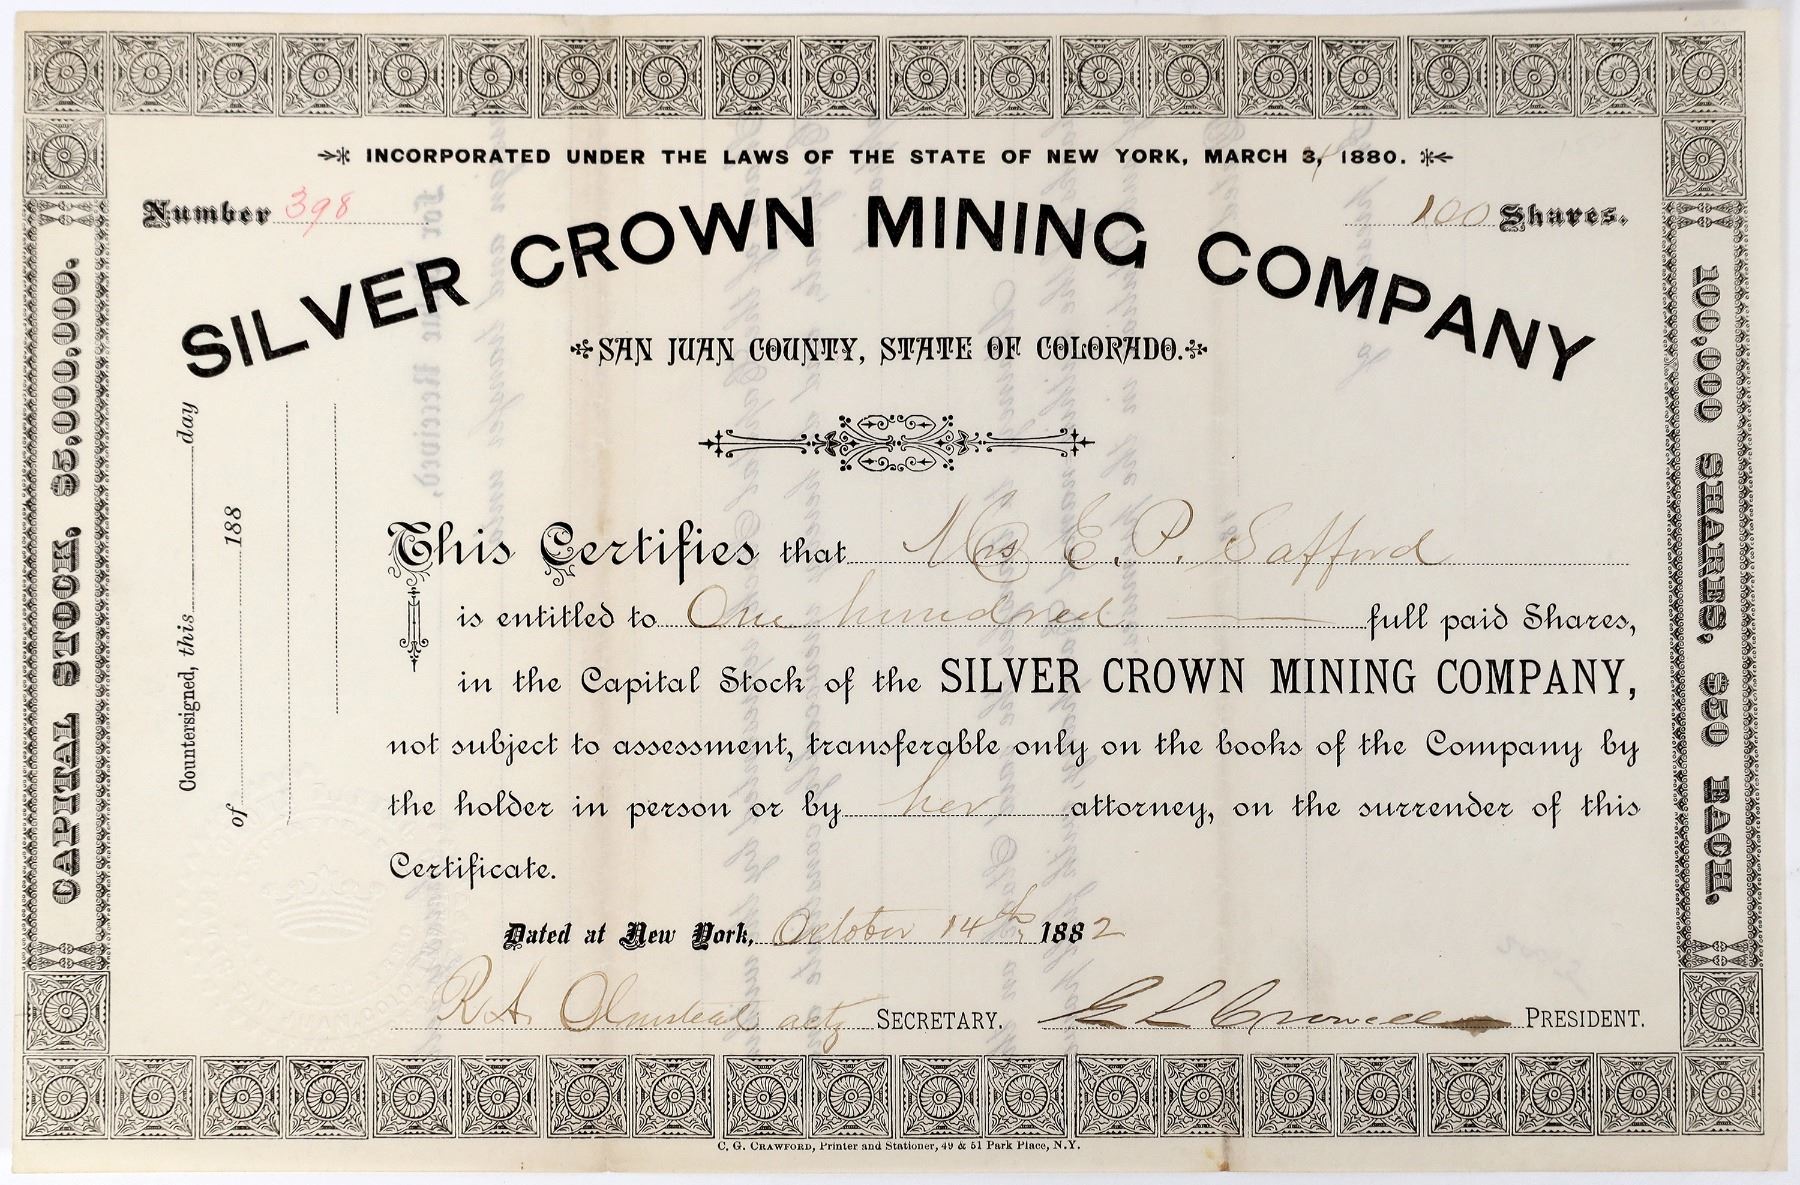 INCORPORATED UNDER THE LAWS OF THE STATE OF NEW YORK, MARCH 3, 1880.
Number 398
100 Shares.
SILVER CROWN MINING COMPANY
SAN JUAN COUNTY, STATE OF COLORADO.
CAPITAL STOCK, $5,000,000.
100,000 SHARES, $50 EACH.
Countersigned, this day
of 188
This Certifies that Mrs E. P. Safford
is entitled to One hundred full paid Shares,
in the Capital Stock of the SILVER CROWN MINING COMPANY,
not subject to assessment, transferable only on the books of the Company by
the holder in person or by her attorney, on the surrender of this
Certificate.
Dated at New York, October 14th, 1882
R A Olmstead actg SECRETARY.
G L Crowell PRESIDENT.
C. G. CRAWFORD, Printer and Stationer, 49 & 51 Park Place, N.Y.